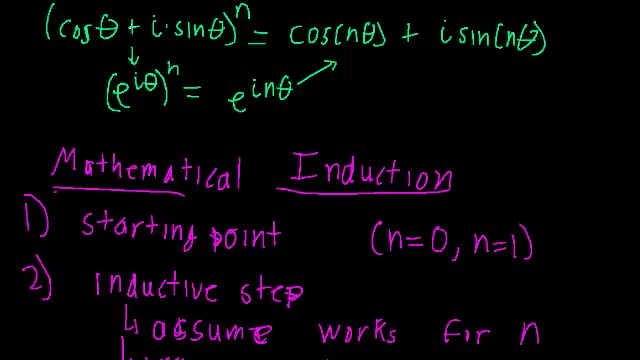 (cosθ + i·sinθ)^n = cos(nθ) + i sin(nθ)
(e^iθ)^n = e^inθ
Mathematical Induction
1) starting point (n=0, n=1)
2) inductive step
assume works for n